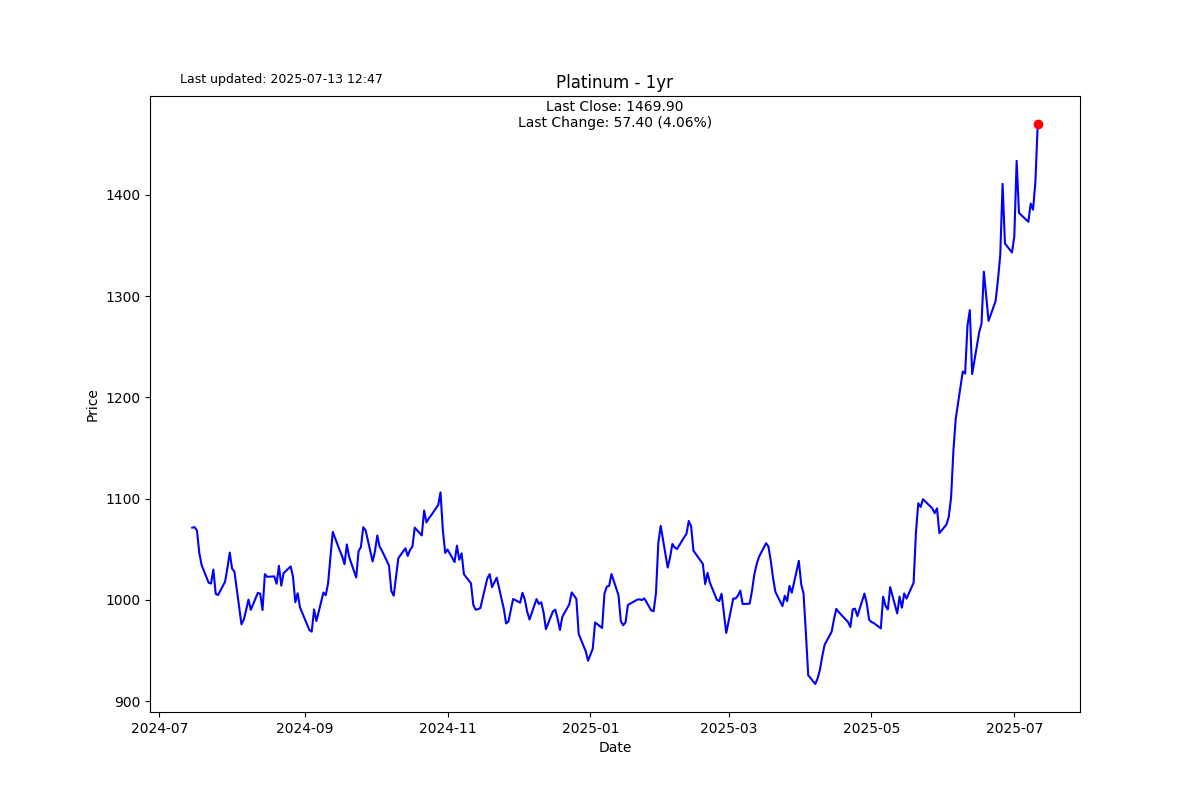 Last updated: 2025-07-13 12:47
Platinum - 1yr
Last Close: 1469.90
Last Change: 57.40 (4.06%)
Price
1400
1300
1200
1100
1000
900
2024-07
2024-09
2024-11
2025-01
2025-03
2025-05
2025-07
Date